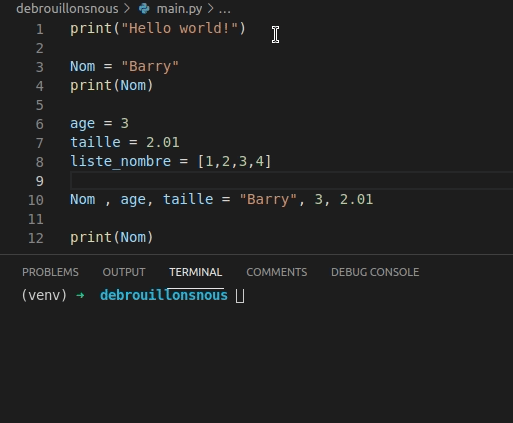 debrouillonsnous > main.py > ...
1 print("Hello world!")
2
3 Nom = "Barry"
4 print(Nom)
5
6 age = 3
7 taille = 2.01
8 liste_nombre = [1,2,3,4]
9
10 Nom , age, taille = "Barry", 3, 2.01
11
12 print(Nom)
PROBLEMS OUTPUT TERMINAL COMMENTS DEBUG CONSOLE
(venv) → debrouillonsnous